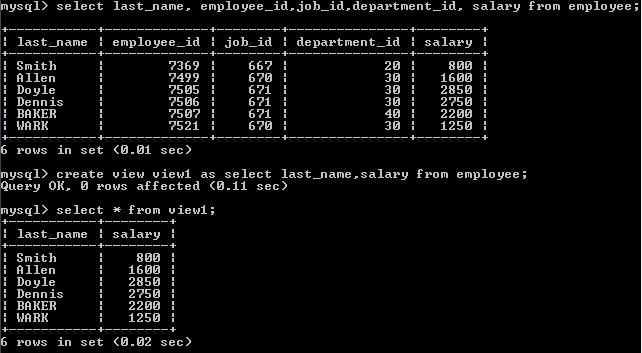 mysql> select last_name, employee_id,job_id,department_id, salary from employee;
+-----------+-------------+--------+---------------+--------+
| last_name | employee_id | job_id | department_id | salary |
+-----------+-------------+--------+---------------+--------+
| Smith     |        7369 |    667 |            20 |    800 |
| Allen     |        7499 |    670 |            30 |   1600 |
| Doyle     |        7505 |    671 |            30 |   2850 |
| Dennis    |        7506 |    671 |            30 |   2750 |
| BAKER     |        7507 |    671 |            40 |   2200 |
| WARK      |        7521 |    670 |            30 |   1250 |
+-----------+-------------+--------+---------------+--------+
6 rows in set (0.01 sec)
mysql> create view view1 as select last_name,salary from employee;
Query OK, 0 rows affected (0.11 sec)
mysql> select * from view1;
+-----------+--------+
| last_name | salary |
+-----------+--------+
| Smith     |    800 |
| Allen     |   1600 |
| Doyle     |   2850 |
| Dennis    |   2750 |
| BAKER     |   2200 |
| WARK      |   1250 |
+-----------+--------+
6 rows in set (0.02 sec)